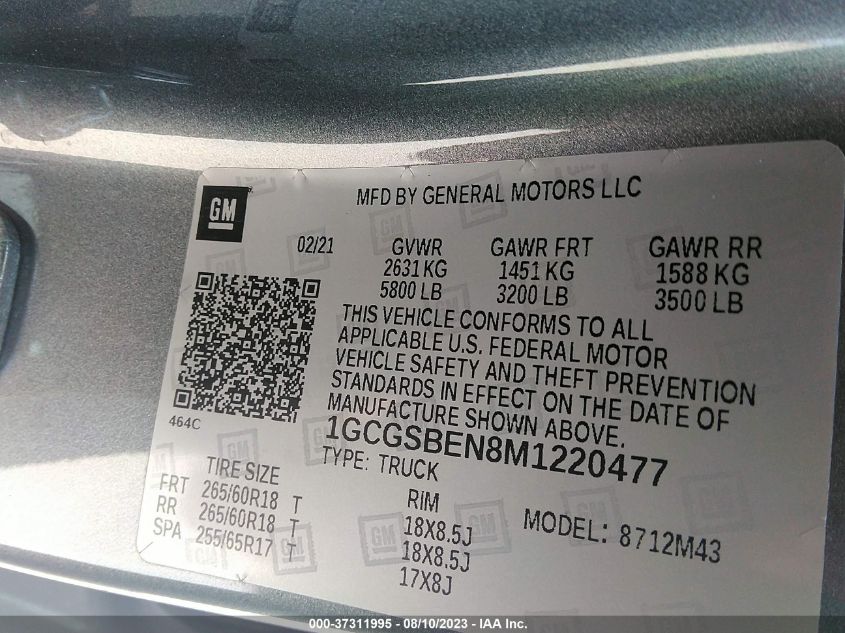 GM
MFD BY GENERAL MOTORS LLC
02/21
GVWR GAWR FRT GAWR RR
2631 KG 1451 KG 1588 KG
5800 LB 3200 LB 3500 LB
THIS VEHICLE CONFORMS TO ALL
APPLICABLE U.S. FEDERAL MOTOR
VEHICLE SAFETY AND THEFT PREVENTION
STANDARDS IN EFFECT ON THE DATE OF
MANUFACTURE SHOWN ABOVE.
464C
1GCGSBEN8M1220477
TYPE: TRUCK
TIRE SIZE RIM
FRT 265/60R18 T 18X8.5J
RR 265/60R18 T 18X8.5J
SPA 255/65R17 T 17X8J
MODEL: 8712M43
000-37311995 - 08/10/2023 - IAA Inc.